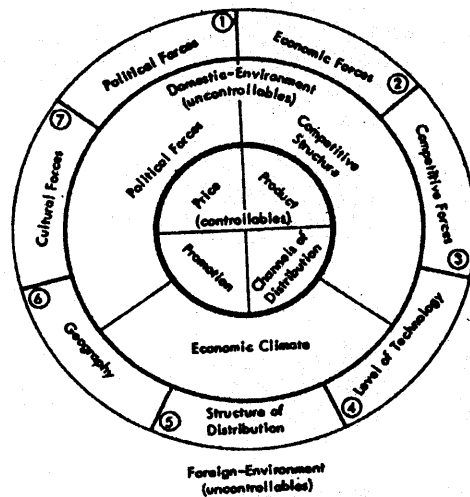 ①
Political Forces
Economic Forces
②
Domestic-Environment
(uncontrollables)
⑦
Cultural Forces
Political Forces
Competitive
Structure
Competitive Forces
③
Price
Product
(controllables)
Promotion
Channels of
Distribution
⑥
Geography
Economic Climate
Level of Technology
④
⑤
Structure of
Distribution
Foreign-Environment
(uncontrollables)